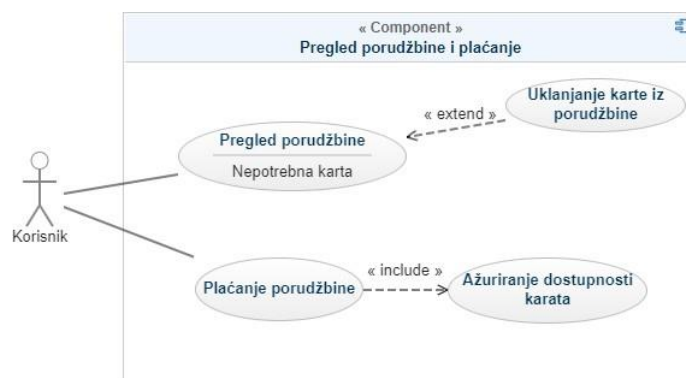 « Component »
Pregled porudžbine i plaćanje
Uklanjanje karte iz
porudžbine
« extend »
Pregled porudžbine
Nepotrebna karta
Korisnik
« include »
Plaćanje porudžbine
Ažuriranje dostupnosti
karata